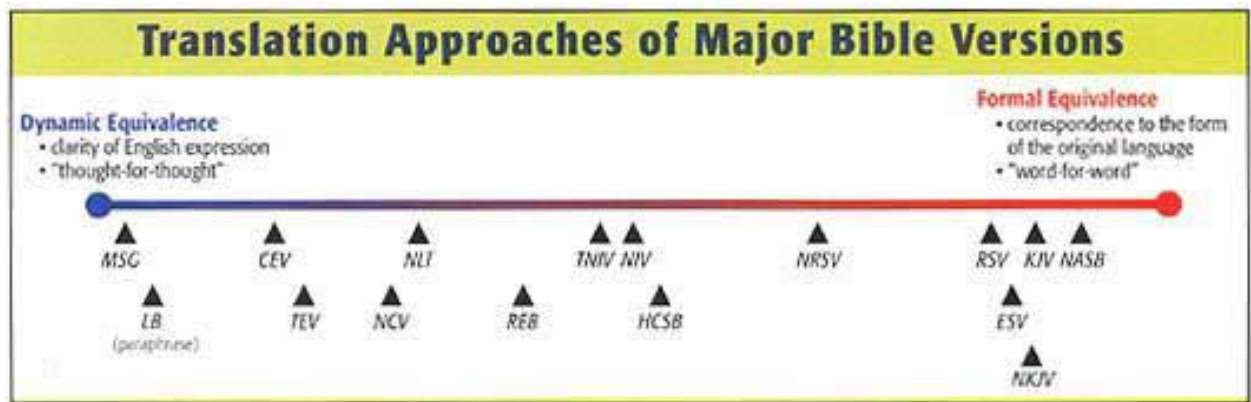 Translation Approaches of Major Bible Versions
Dynamic Equivalence
• clarity of English expression
• "thought-for-thought"
Formal Equivalence
• correspondence to the form
of the original language
• "word-for-word"
MSG CEV NLT TNIV NIV NRSV RSV KJV NASB
LB TEV NCV REB HCSB ESV
(paraphrase)
NKJV